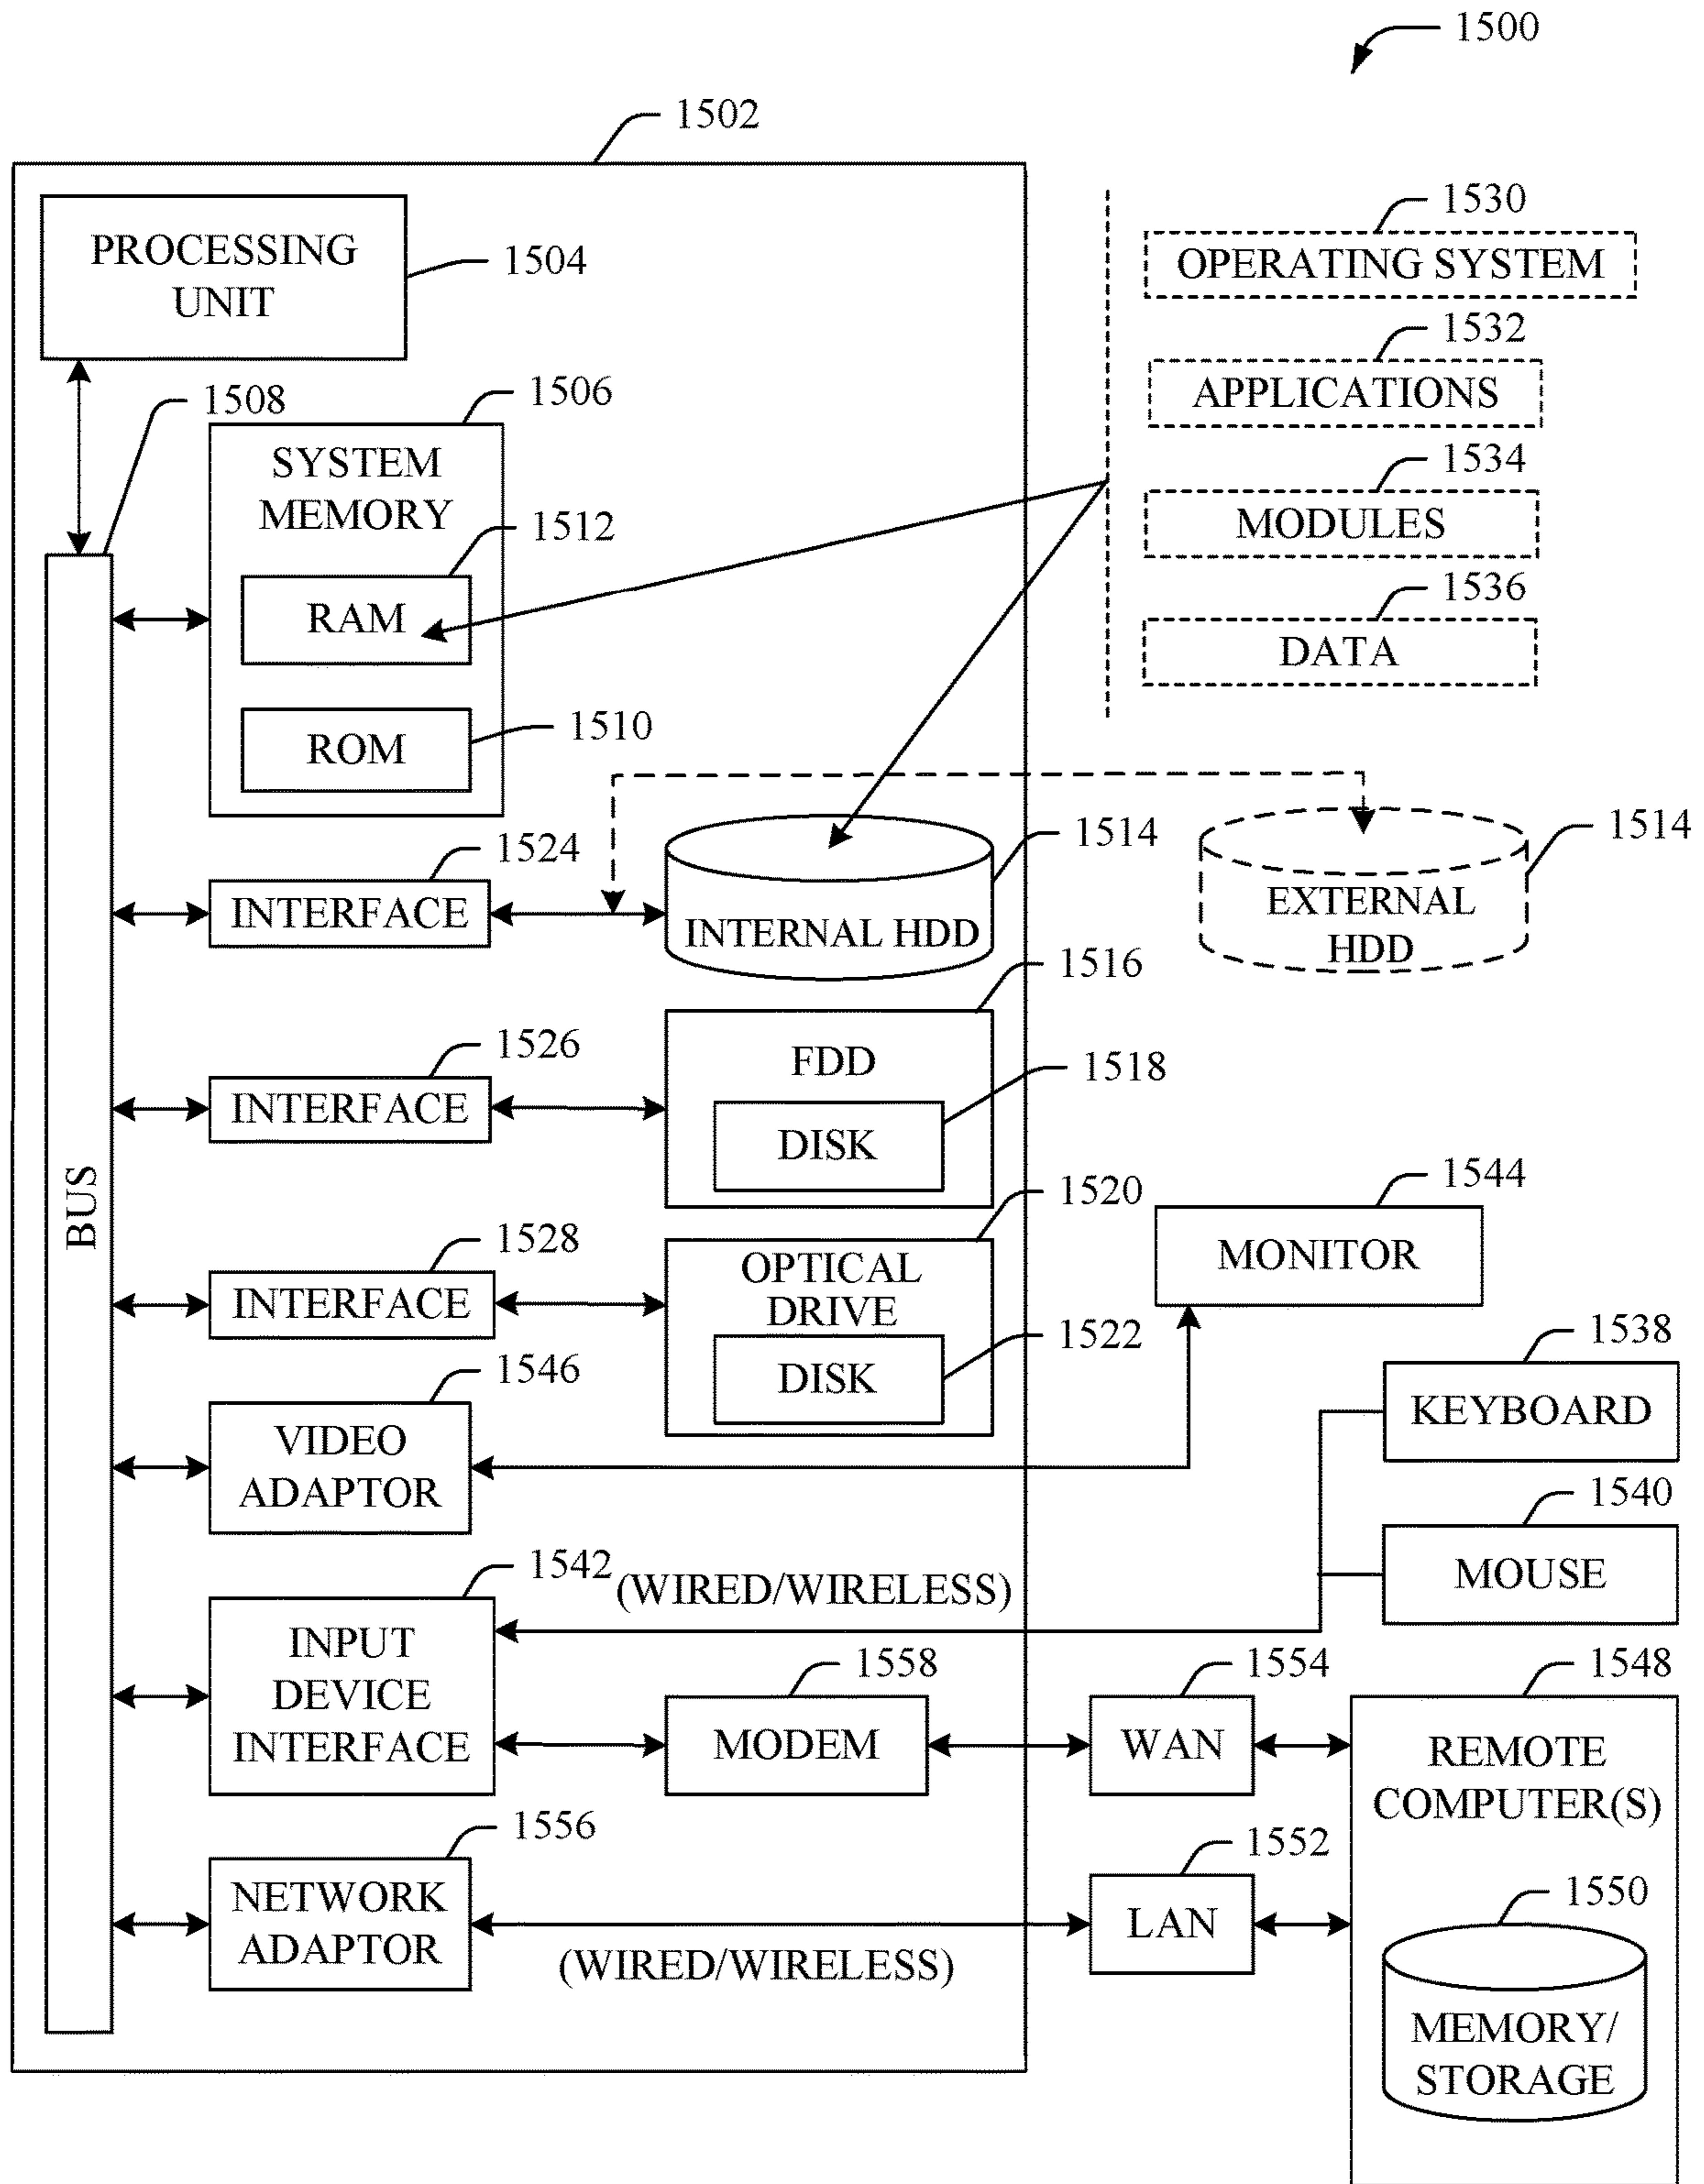 1500
1502
PROCESSING
UNIT
1504
1530
OPERATING SYSTEM
1532
APPLICATIONS
1534
MODULES
1536
DATA
1508
1506
SYSTEM
MEMORY
1512
RAM
1510
ROM
1524
INTERFACE
1514
INTERNAL HDD
1514
EXTERNAL
HDD
1516
1526
INTERFACE
FDD
1518
DISK
BUS
1520
1528
INTERFACE
OPTICAL
DRIVE
1522
DISK
1544
MONITOR
1546
VIDEO
ADAPTOR
1538
KEYBOARD
1540
MOUSE
1542
(WIRED/WIRELESS)
INPUT
DEVICE
INTERFACE
1558
MODEM
1554
WAN
1548
REMOTE
COMPUTER(S)
1556
NETWORK
ADAPTOR
(WIRED/WIRELESS)
1552
LAN
1550
MEMORY/
STORAGE